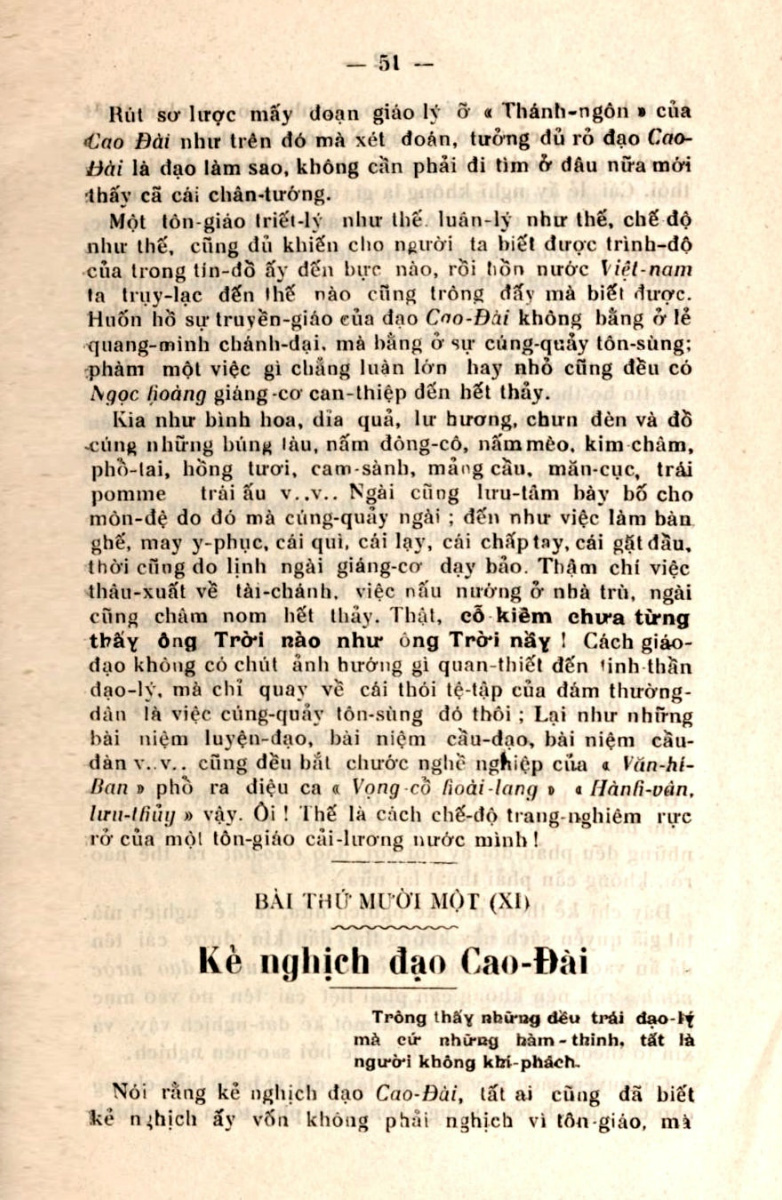 — 51 —
Rút sơ lược mấy đoạn giáo lý ở « Thánh-ngôn » của
Cao Đài như trên đó mà xét đoán, tưởng đủ rỏ đạo Cao-
Đài là đạo làm sao, không cần phải đi tìm ở đâu nữa mới
thấy cã cái chân-tướng.
Một tôn-giáo triết-lý như thế, luân-lý như thế, chế độ
như thế, cũng đủ khiến cho người ta biết được trình-độ
của trong tín-đồ ấy đến bực nào, rồi hồn nước Việt-nam
ta trụy-lạc đến thế nào cũng trông đấy mà biết được.
Huốn hồ sự truyền-giáo của đạo Cao-Đài không bằng ở lẻ
quang-minh chánh-đại, mà bằng ở sự cúng-quảy tôn-sùng;
phàm một việc gì chẳng luận lớn hay nhỏ cũng đều có
Ngọc hoàng giáng-cơ can-thiệp đến hết thảy.
Kìa như bình hoa, dỉa quả, lư hương, chưn đèn và đồ
cúng những búng tàu, nấm đông-cô, nấm mèo, kim-châm,
phổ-tai, hồng tươi, cam-sành, mảng cầu, măn-cục, trái
pomme trái ấu v..v.. Ngài cũng lưu-tâm bày bố cho
môn-đệ do đó mà cúng-quảy ngài ; đến như việc làm bàn
ghế, may y-phục, cái quì, cái lạy, cái chấp tay, cái gật đầu,
thời cũng do lịnh ngài giáng-cơ dạy bảo. Thậm chí việc
thâu-xuất về tài-chánh, việc nấu nướng ở nhà trù, ngài
cũng châm nom hết thảy. Thật, cổ kiêm chưa từng
thấy ông Trời nào như ông Trời nầy ! Cách giáo-
đạo không có chút ảnh hưởng gì quan-thiết đến tinh-thần
đạo-lý, mà chỉ quay về cái thói tệ-tập của đám thường-
dân là việc cúng-quảy tôn-sùng đó thôi ; Lại như những
bài niệm luyện-đạo, bài niệm cầu-đạo, bài niệm cầu-
đàn v..v.. cũng đều bắt chước nghề nghiệp của « Văn-hí-
Ban » phổ ra điệu ca « Vọng-cổ hoài-lang » « Hành-vân,
lưu-thủy » vậy. Ôi ! Thế là cách chế-độ trang-nghiêm rực
rở của một tôn-giáo cải-lương nước mình !
BÀI THỨ MƯỜI MỘT (XI)
Kẻ nghịch đạo Cao-Đài
Trông thấy những đều trái đạo-lý
mà cứ những hàm-thinh, tất là
người không khí-phách.
Nói rằng kẻ nghịch đạo Cao-Đài, tất ai cũng đã biết
kẻ nghịch ấy vốn không phải nghịch vì tôn-giáo, mà